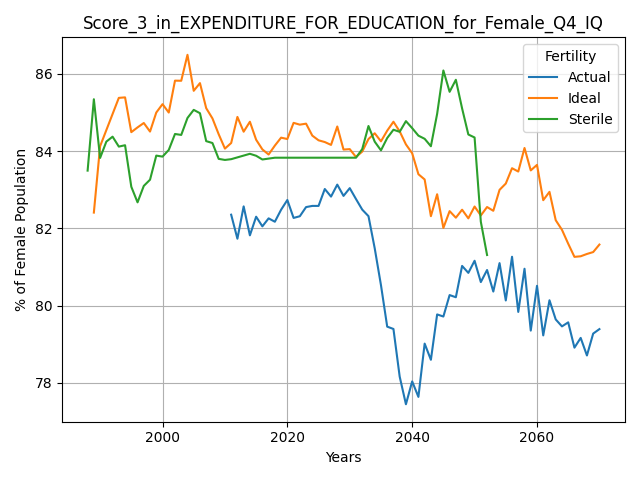 Score_3_in_EXPENDITURE_FOR_EDUCATION_for_Female_Q4_IQ
Fertility
Actual
Ideal
Sterile
% of Female Population
86
84
82
80
78
2000
2020
2040
2060
Years